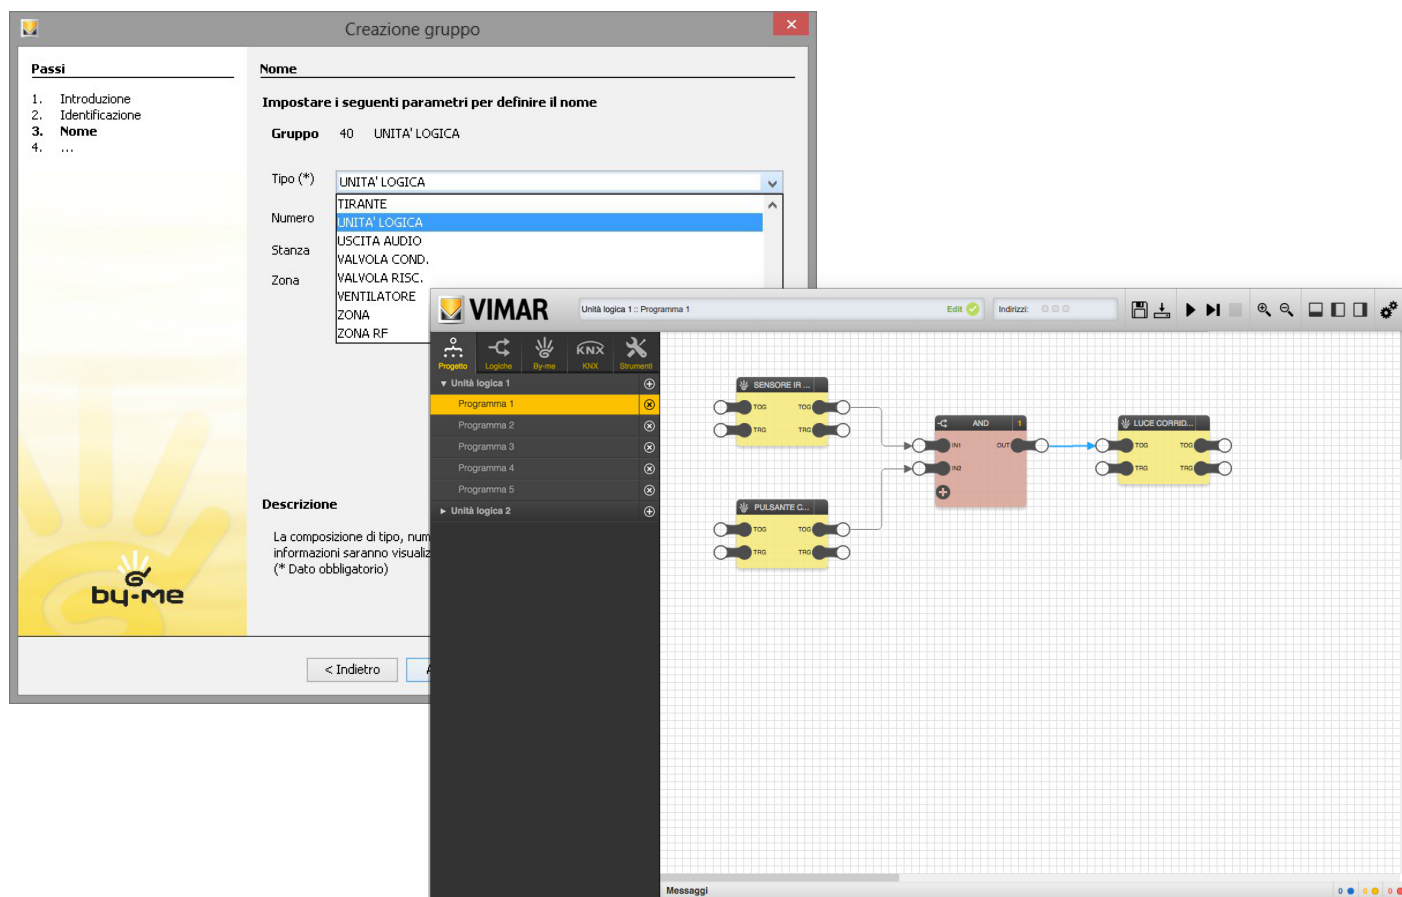 Creazione gruppo
Passi
1. Introduzione
2. Identificazione
3. Nome
4. ...
by-me
Nome
Impostare i seguenti parametri per definire il nome
Gruppo 40 UNITA' LOGICA
Tipo (*) UNITA' LOGICA
TIRANTE
Numero
UNITA' LOGICA
USCITA AUDIO
Stanza
VALVOLA COND.
Zona
VALVOLA RISC.
VENTILATORE
ZONA
ZONA RF
Descrizione
La composizione di tipo, num
informazioni saranno visualiz
(* Dato obbligatorio)
< Indietro
VIMAR
Unità logica 1 :: Programma 1
Edit
Indirizzi:
Progetto Logiche By-me KNX Strumenti
KNX
Unità logica 1
Programma 1
Programma 2
Programma 3
Programma 4
Programma 5
Unità logica 2
SENSORE IR ...
TOG TOG
TRG TRG
PULSANTE C...
TOG TOG
TRG TRG
AND 1
IN1 OUT
IN2
LUCE CORRID...
TOG TOG
TRG TRG
Messaggi
0 0 0